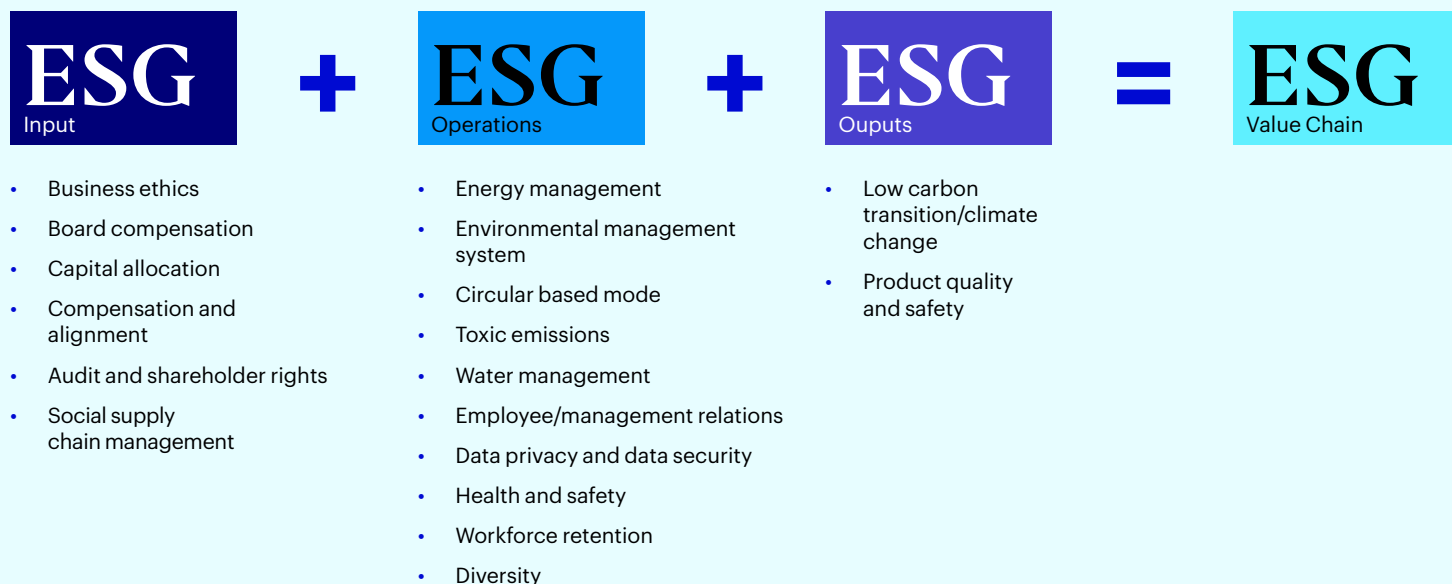 ESG
Input
+
ESG
Operations
+
ESG
Ouputs
=
ESG
Value Chain
• Business ethics
• Board compensation
• Capital allocation
• Compensation and
alignment
• Audit and shareholder rights
• Social supply
chain management
• Energy management
• Environmental management
system
• Circular based mode
• Toxic emissions
• Water management
• Employee/management relations
• Data privacy and data security
• Health and safety
• Workforce retention
• Diversity
• Low carbon
transition/climate
change
• Product quality
and safety